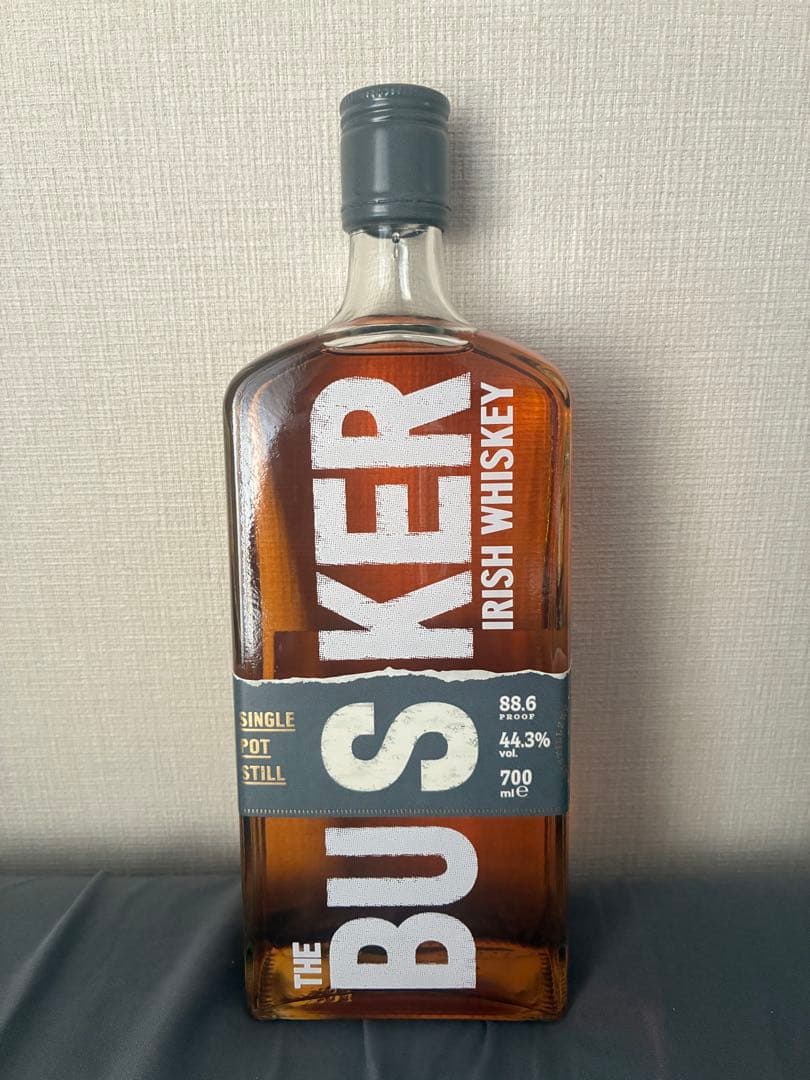 THE BUSKER
IRISH WHISKEY
SINGLE
POT
STILL
88.6
PROOF
44.3%
vol.
700
ml e